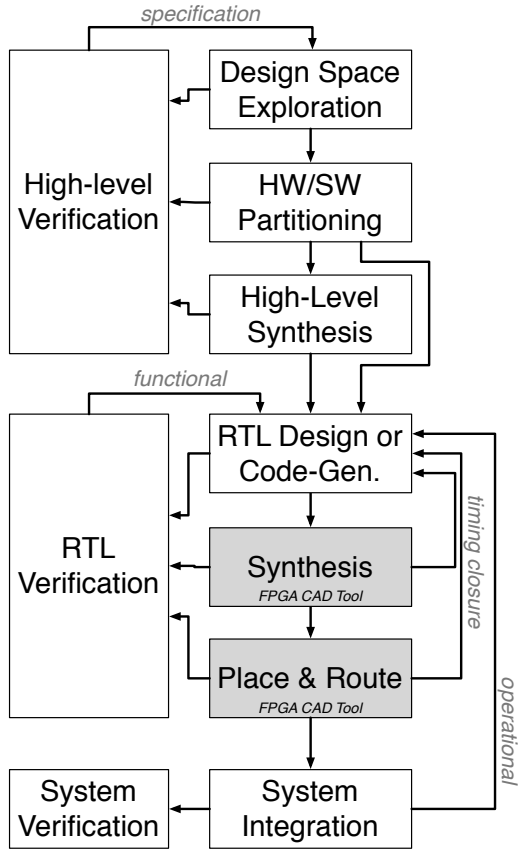 specification
Design Space
Exploration
High-level
Verification
HW/SW
Partitioning
High-Level
Synthesis
functional
RTL Design or
Code-Gen.
RTL
Verification
Synthesis
FPGA CAD Tool
timing closure
Place & Route
FPGA CAD Tool
operational
System
Verification
System
Integration